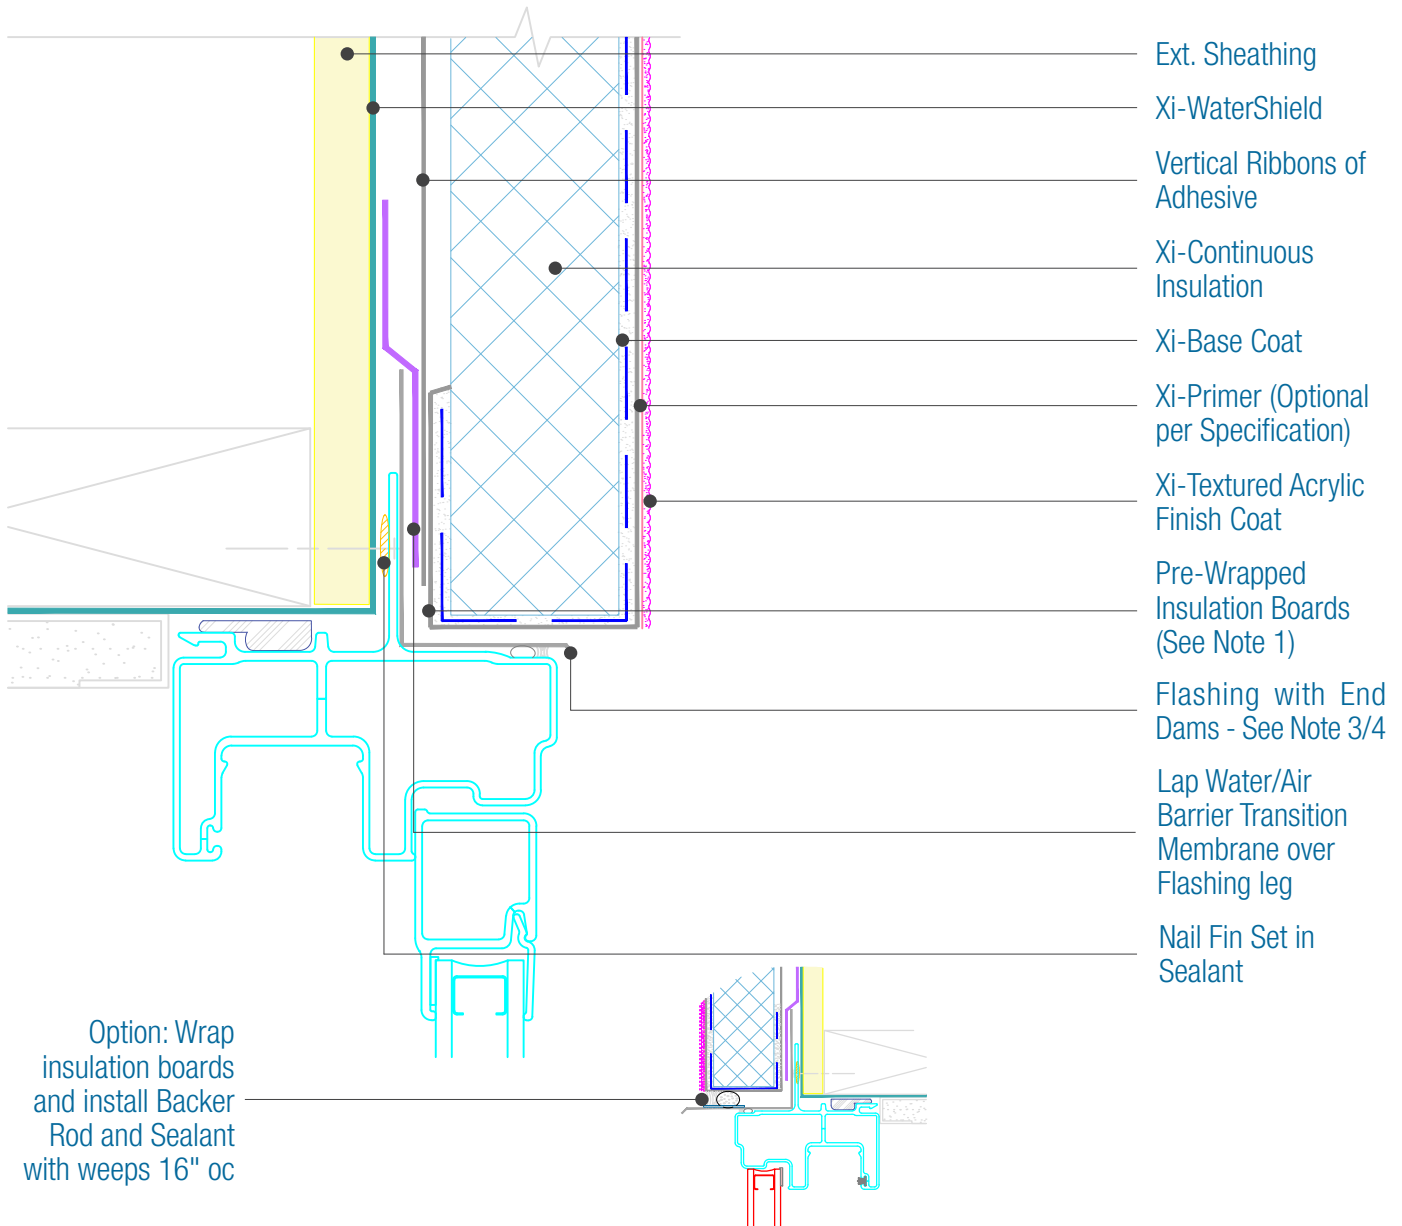 Ext. Sheathing
Xi-WaterShield
Vertical Ribbons of
Adhesive
Xi-Continuous
Insulation
Xi-Base Coat
Xi-Primer (Optional
per Specification)
Xi-Textured Acrylic
Finish Coat
Pre-Wrapped
Insulation Boards
(See Note 1)
Flashing with End
Dams - See Note 3/4
Lap Water/Air
Barrier Transition
Membrane over
Flashing leg
Nail Fin Set in
Sealant
Option: Wrap
insulation boards
and install Backer
Rod and Sealant
with weeps 16" oc